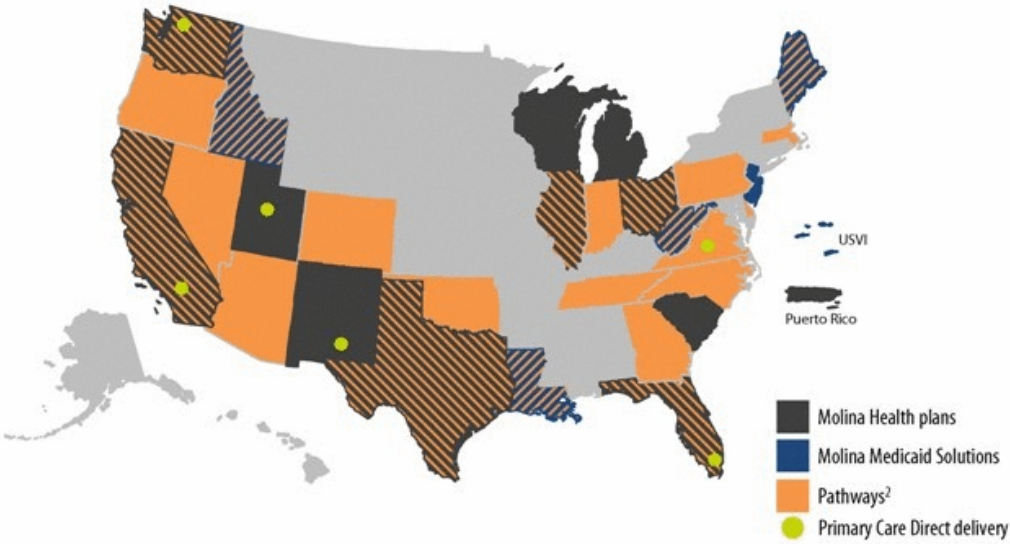 USVI
Puerto Rico
Molina Health plans
Molina Medicaid Solutions
Pathways²
Primary Care Direct delivery